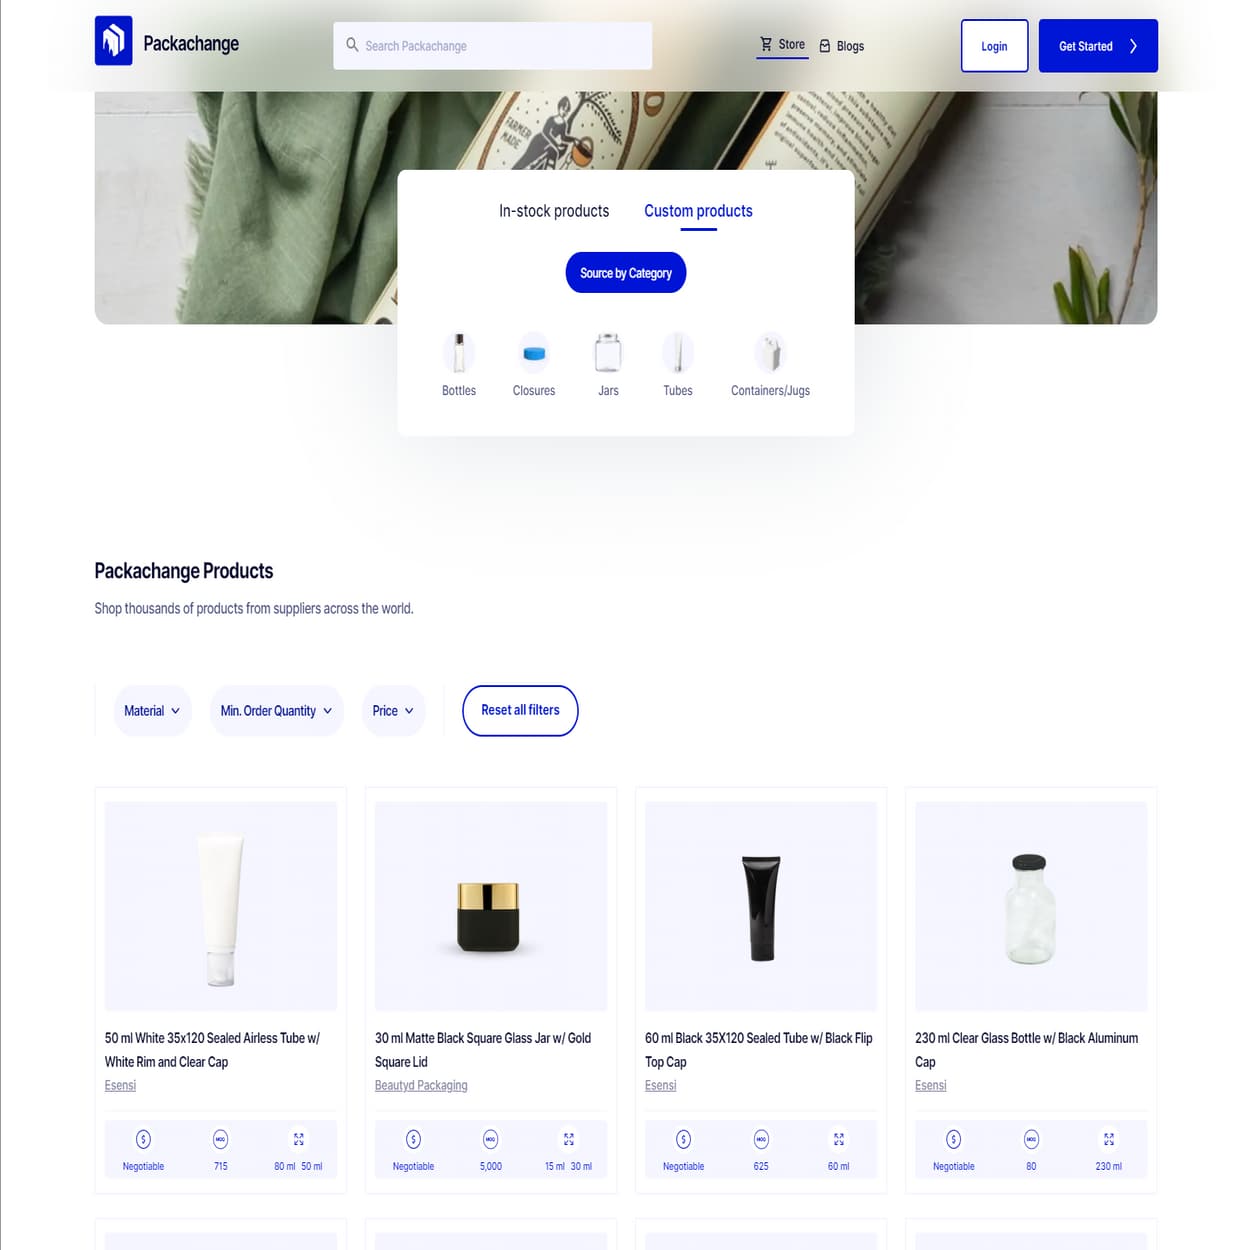 Packachange
Search Packachange
Store
Blogs
Login
Get Started
FARMER
MADE
In-stock products
Custom products
Source by Category
Bottles
Closures
Jars
Tubes
Containers/Jugs
Packachange Products
Shop thousands of products from suppliers across the world.
Material
Min. Order Quantity
Price
Reset all filters
50 ml White 35x120 Sealed Airless Tube w/
White Rim and Clear Cap
Esensi
$
MOQ
Negotiable
715
80 ml 50 ml
30 ml Matte Black Square Glass Jar w/ Gold
Square Lid
Beautyd Packaging
$
MOQ
Negotiable
5,000
15 ml 30 ml
60 ml Black 35X120 Sealed Tube w/ Black Flip
Top Cap
Esensi
$
MOQ
Negotiable
625
60 ml
230 ml Clear Glass Bottle w/ Black Aluminum
Cap
Esensi
$
MOQ
Negotiable
80
230 ml